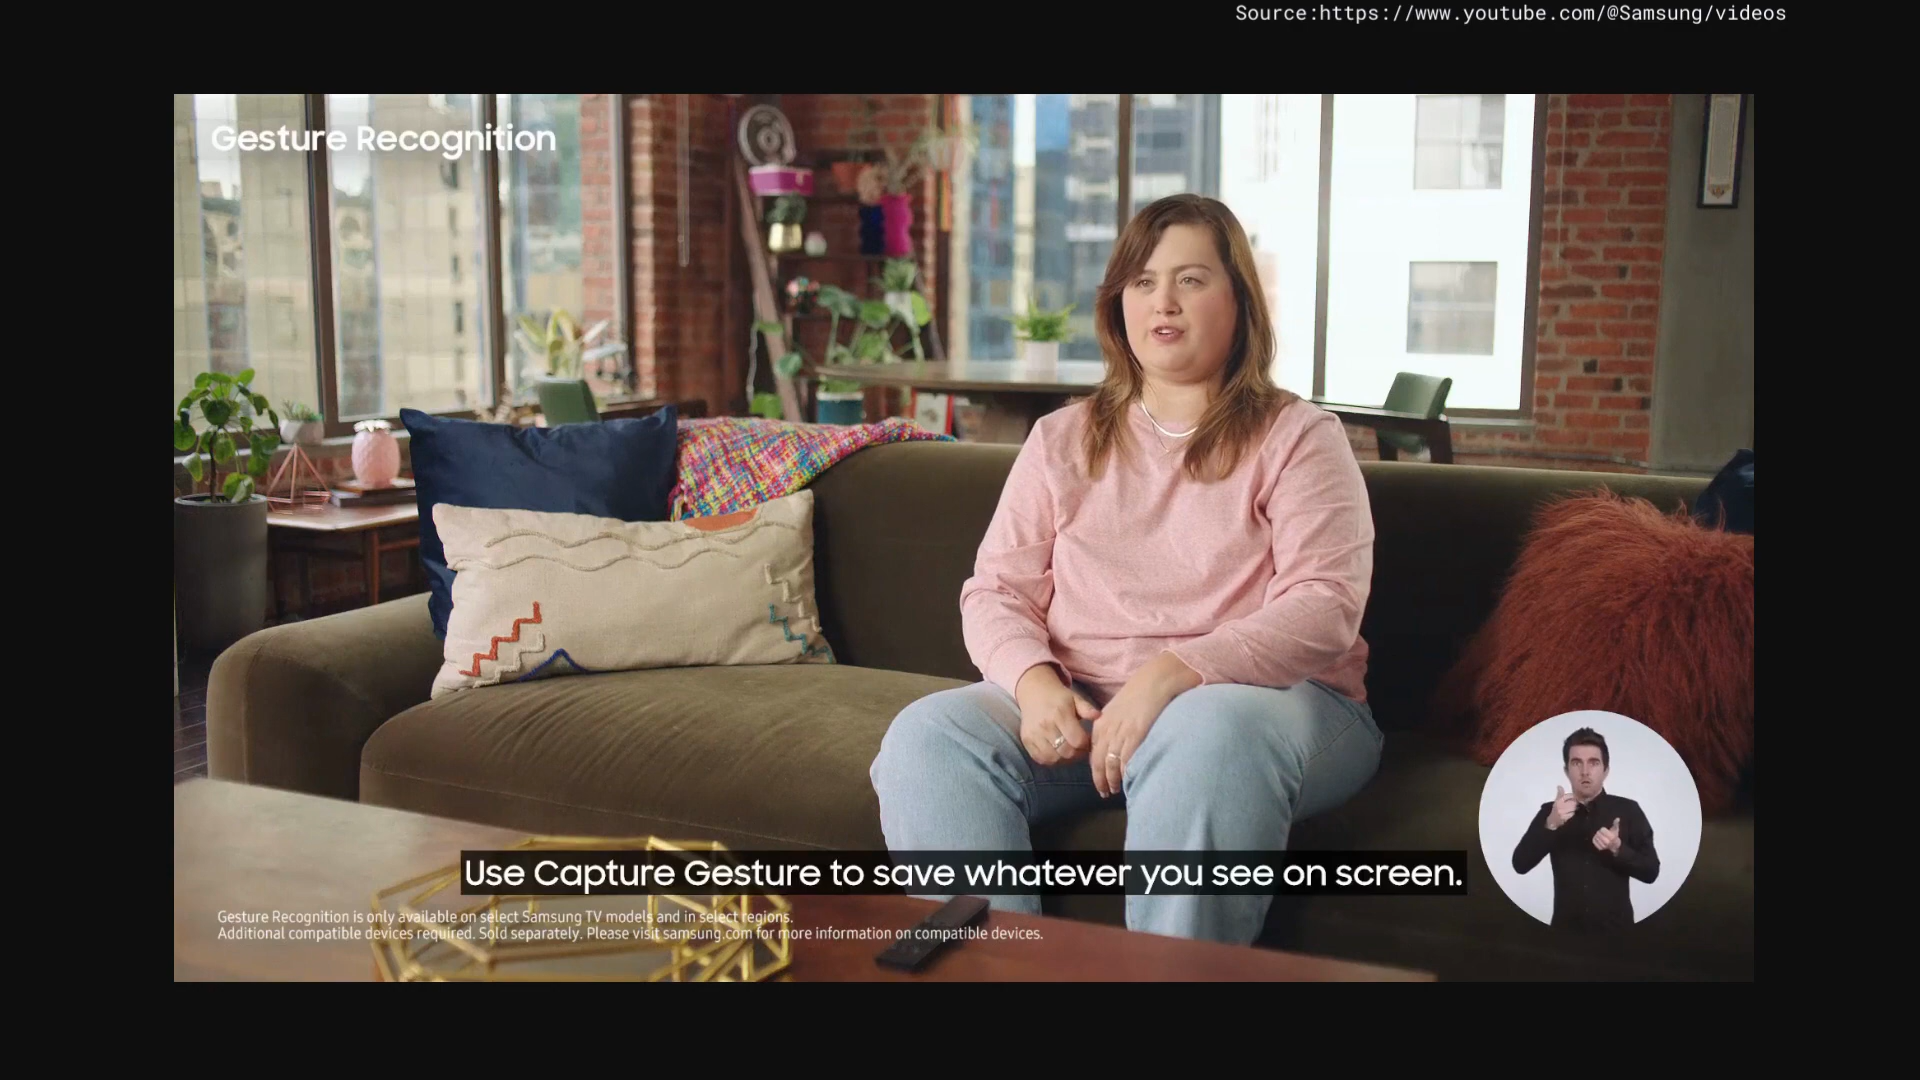 Source:https://www.youtube.com/@Samsung/videos
Gesture Recognition
Use Capture Gesture to save whatever you see on screen.
Gesture Recognition is only available on select Samsung TV models and in select regions.
Additional compatible devices required. Sold separately. Please visit samsung.com for more information on compatible devices.